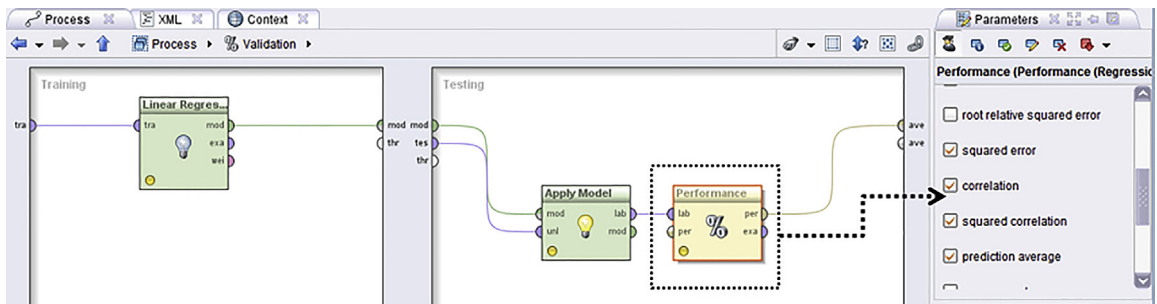 Process
XML
Context
Parameters
Process
Validation
Performance (Performance (Regressic
Training
Testing
Linear Regres...
tra
tra
mod
exa
wei
mod mod
thr tes
thr
ave
ave
Apply Model
mod
unl
lab
mod
Performance
%
lab
per
per
exa
root relative squared error
squared error
correlation
squared correlation
prediction average